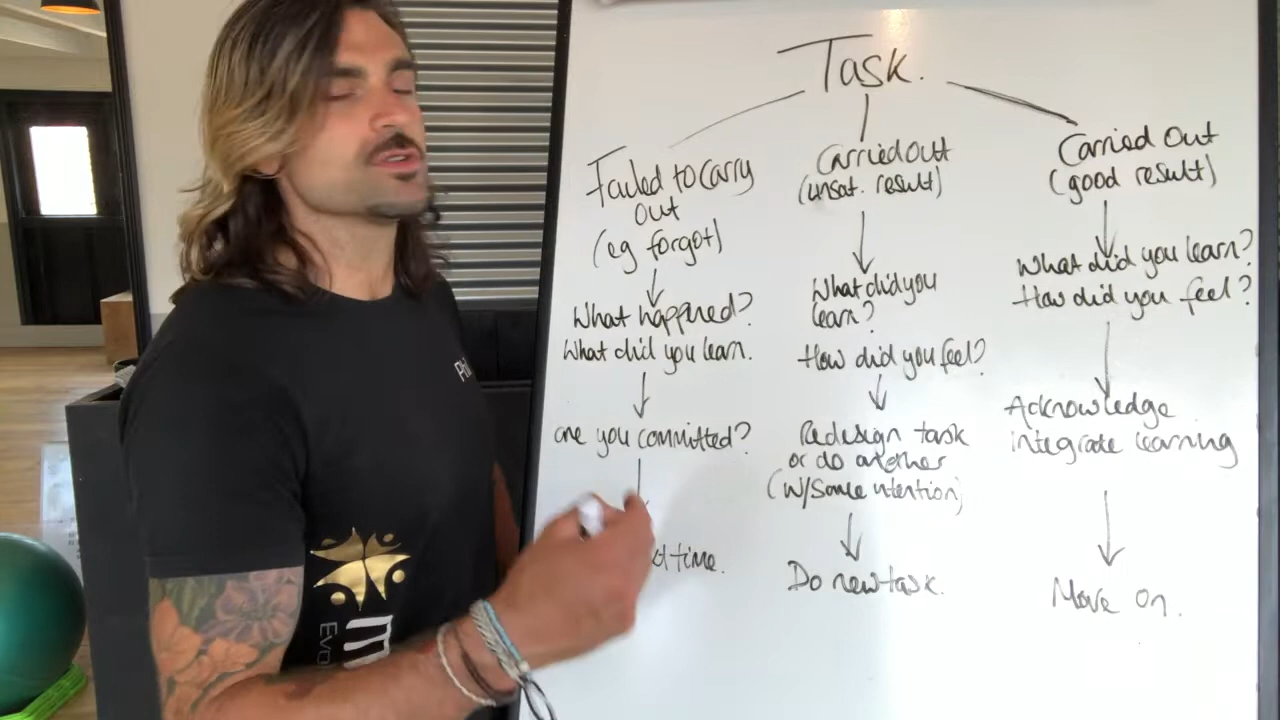 Task.
Failed to carry
out
(eg forgot)
What happened?
What did you learn.
are you committed?
time.
Carried out
(unsat. result)
What did you
learn?
How did you feel?
Redesign task
or do another
(w/same intention)
Do new task.
Carried Out
(good result)
What did you learn?
How did you feel?
Acknowledge
integrate learning
Move On.